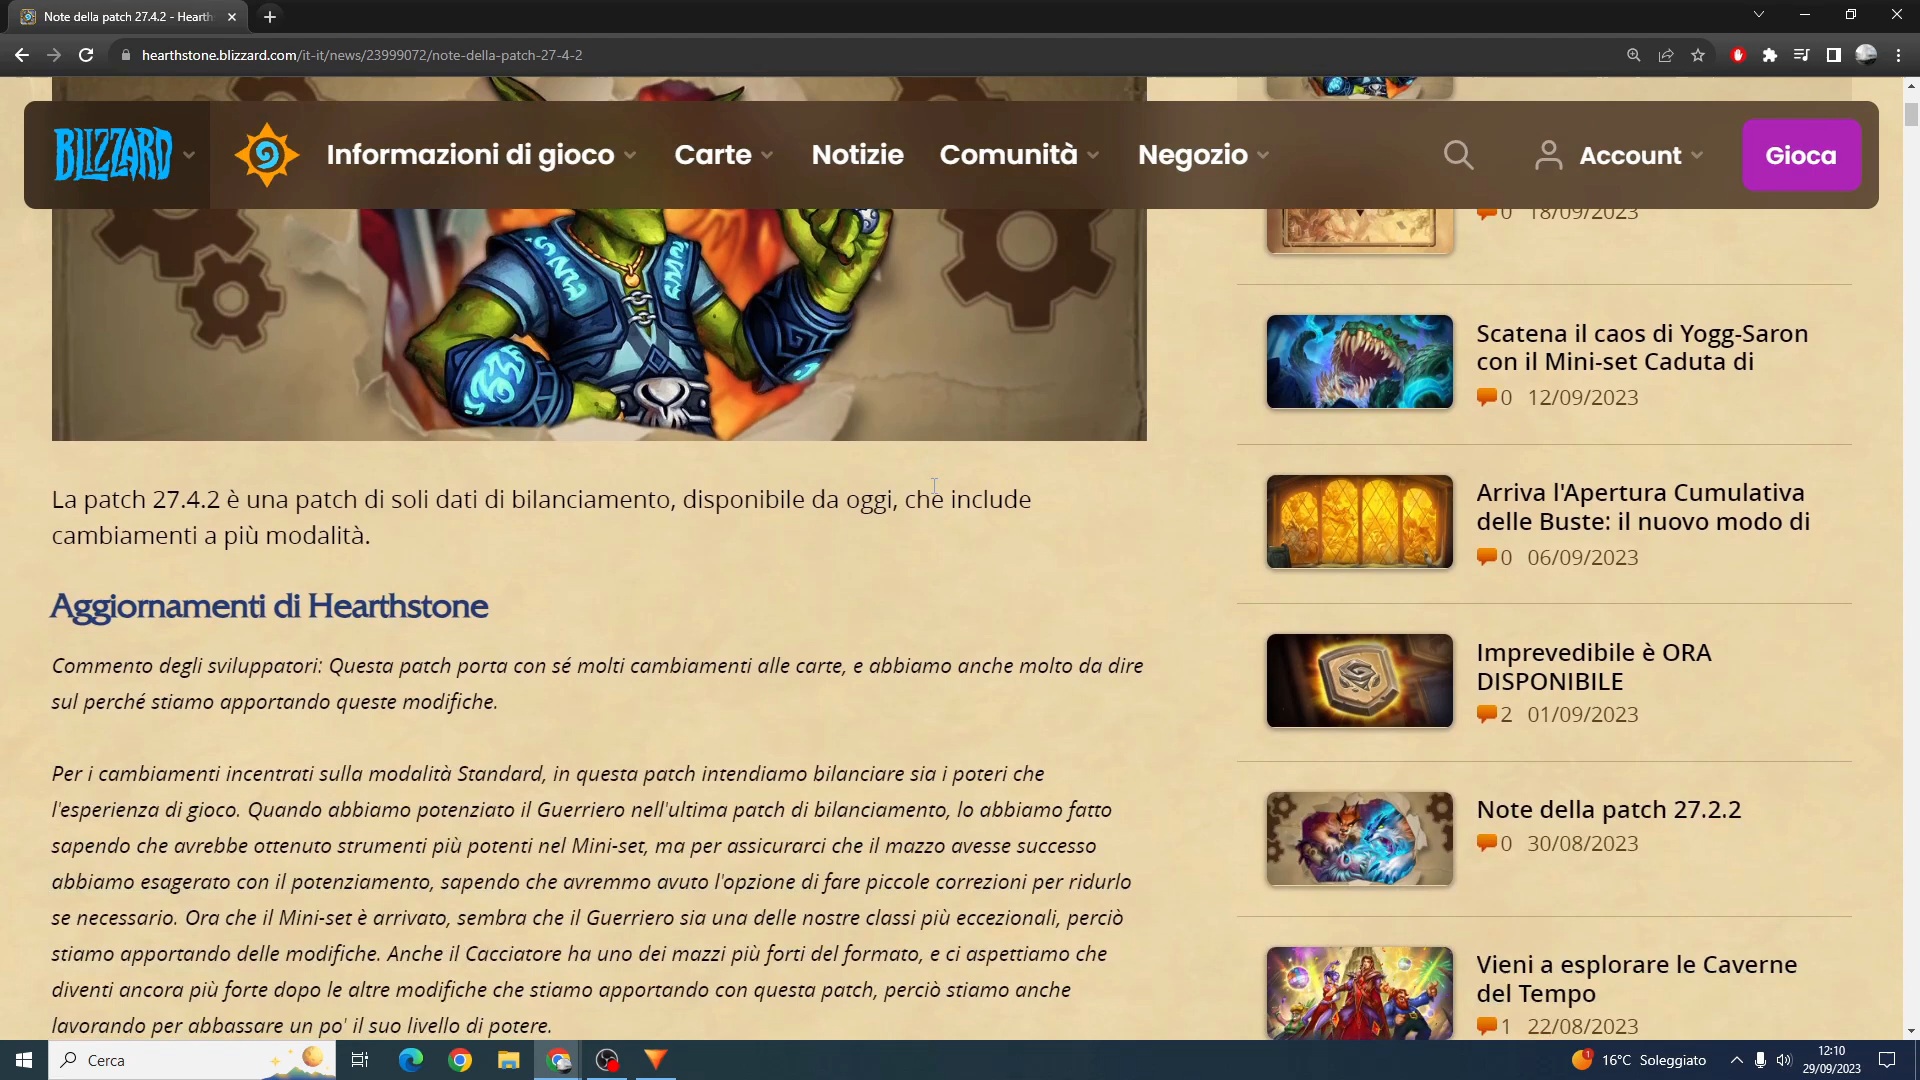 Note della patch 27.4.2 - Hearth
hearthstone.blizzard.com/it-it/news/23999072/note-della-patch-27-4-2
BLIZZARD
Informazioni di gioco
Carte
Notizie
Comunità
Negozio
Account
Gioca
0 18/09/2023
Scatena il caos di Yogg-Saron
con il Mini-set Caduta di
0 12/09/2023
Arriva l'Apertura Cumulativa
delle Buste: il nuovo modo di
0 06/09/2023
Imprevedibile è ORA
DISPONIBILE
2 01/09/2023
Note della patch 27.2.2
0 30/08/2023
Vieni a esplorare le Caverne
del Tempo
1 22/08/2023
La patch 27.4.2 è una patch di soli dati di bilanciamento, disponibile da oggi, che include
cambiamenti a più modalità.
Aggiornamenti di Hearthstone
Commento degli sviluppatori: Questa patch porta con sé molti cambiamenti alle carte, e abbiamo anche molto da dire
sul perché stiamo apportando queste modifiche.
Per i cambiamenti incentrati sulla modalità Standard, in questa patch intendiamo bilanciare sia i poteri che
l'esperienza di gioco. Quando abbiamo potenziato il Guerriero nell'ultima patch di bilanciamento, lo abbiamo fatto
sapendo che avrebbe ottenuto strumenti più potenti nel Mini-set, ma per assicurarci che il mazzo avesse successo
abbiamo esagerato con il potenziamento, sapendo che avremmo avuto l'opzione di fare piccole correzioni per ridurlo
se necessario. Ora che il Mini-set è arrivato, sembra che il Guerriero sia una delle nostre classi più eccezionali, perciò
stiamo apportando delle modifiche. Anche il Cacciatore ha uno dei mazzi più forti del formato, e ci aspettiamo che
diventi ancora più forte dopo le altre modifiche che stiamo apportando con questa patch, perciò stiamo anche
lavorando per abbassare un po' il suo livello di potere.
Cerca
1
16°C Soleggiato
12:10
29/09/2023